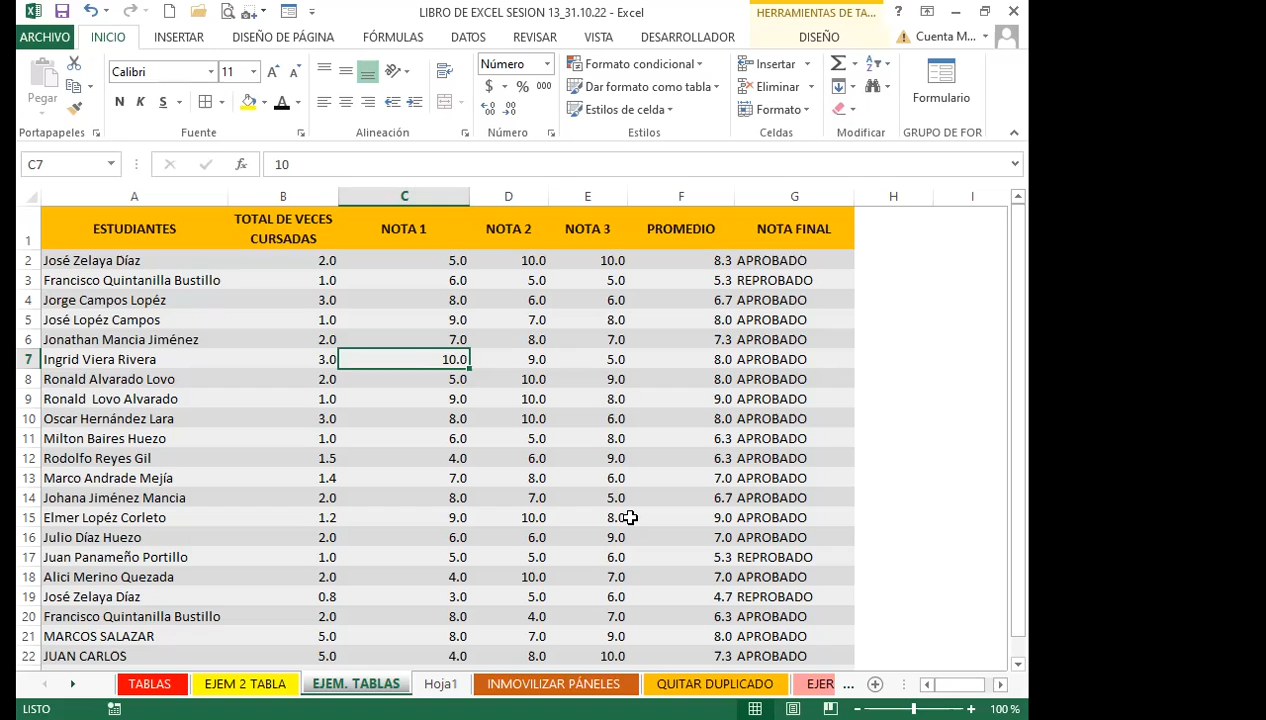 LIBRO DE EXCEL SESION 13_31.10.22 - Excel
HERRAMIENTAS DE TA...
?
ARCHIVO INICIO INSERTAR DISEÑO DE PÁGINA FÓRMULAS DATOS REVISAR VISTA DESARROLLADOR DISEÑO Cuenta M...
Calibri 11 Número Formato condicional Insertar
Pegar $ % 000 Dar formato como tabla Eliminar Formulario
N K S A Estilos de celda Formato
Portapapeles Fuente Alineación Número Estilos Celdas Modificar GRUPO DE FOR
C7 fx 10
A B C D E F G H I
1 ESTUDIANTES TOTAL DE VECES CURSADAS NOTA 1 NOTA 2 NOTA 3 PROMEDIO NOTA FINAL
2 José Zelaya Díaz 2.0 5.0 10.0 10.0 8.3 APROBADO
3 Francisco Quintanilla Bustillo 1.0 6.0 5.0 5.0 5.3 REPROBADO
4 Jorge Campos Lopéz 3.0 8.0 6.0 6.0 6.7 APROBADO
5 José Lopéz Campos 1.0 9.0 7.0 8.0 8.0 APROBADO
6 Jonathan Mancia Jiménez 2.0 7.0 8.0 7.0 7.3 APROBADO
7 Ingrid Viera Rivera 3.0 10.0 9.0 5.0 8.0 APROBADO
8 Ronald Alvarado Lovo 2.0 5.0 10.0 9.0 8.0 APROBADO
9 Ronald  Lovo Alvarado 1.0 9.0 10.0 8.0 9.0 APROBADO
10 Oscar Hernández Lara 3.0 8.0 10.0 6.0 8.0 APROBADO
11 Milton Baires Huezo 1.0 6.0 5.0 8.0 6.3 APROBADO
12 Rodolfo Reyes Gil 1.5 4.0 6.0 9.0 6.3 APROBADO
13 Marco Andrade Mejía 1.4 7.0 8.0 6.0 7.0 APROBADO
14 Johana Jiménez Mancia 2.0 8.0 7.0 5.0 6.7 APROBADO
15 Elmer Lopéz Corleto 1.2 9.0 10.0 8.0 9.0 APROBADO
16 Julio Díaz Huezo 2.0 6.0 6.0 9.0 7.0 APROBADO
17 Juan Panameño Portillo 1.0 5.0 5.0 6.0 5.3 REPROBADO
18 Alici Merino Quezada 2.0 4.0 10.0 7.0 7.0 APROBADO
19 José Zelaya Díaz 0.8 3.0 5.0 6.0 4.7 REPROBADO
20 Francisco Quintanilla Bustillo 2.0 8.0 4.0 7.0 6.3 APROBADO
21 MARCOS SALAZAR 5.0 8.0 7.0 9.0 8.0 APROBADO
22 JUAN CARLOS 5.0 4.0 8.0 10.0 7.3 APROBADO
TABLAS EJEM 2 TABLA EJEM. TABLAS Hoja1 INMOVILIZAR PÁNELES QUITAR DUPLICADO EJER ...
LISTO 100 %